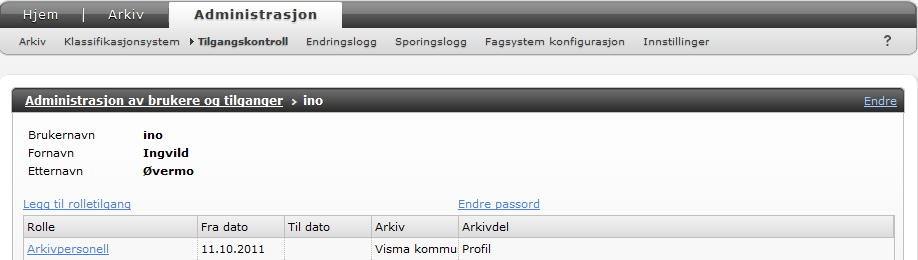 Hjem | Arkiv Administrasjon
Arkiv Klassifikasjonsystem Tilgangskontroll Endringslogg Sporingslogg Fagsystem konfigurasjon Innstillinger ?
Administrasjon av brukere og tilganger › ino Endre
Brukernavn ino
Fornavn Ingvild
Etternavn Øvermo
Legg til rolletilgang Endre passord
Rolle Fra dato Til dato Arkiv Arkivdel
Arkivpersonell 11.10.2011 Visma kommu Profil